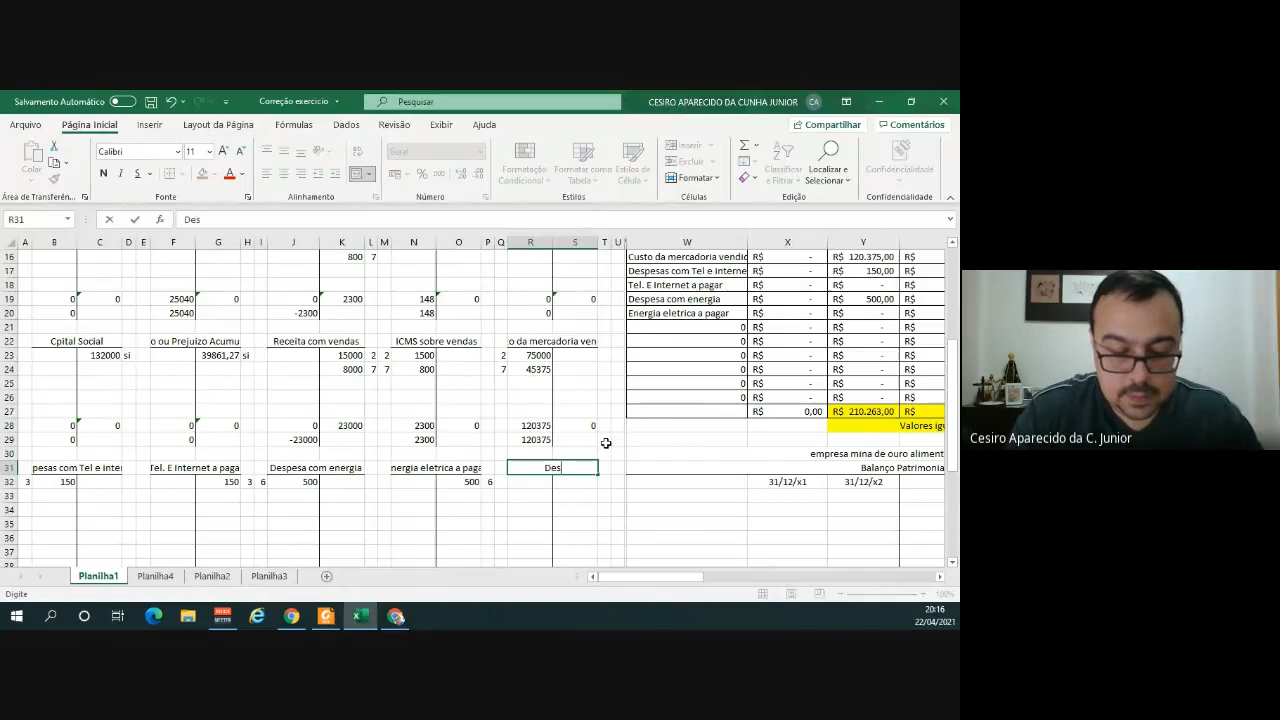 Salvamento Automático Correção exercicio Pesquisar CESIRO APARECIDO DA CUNHA JUNIOR CA
Arquivo Página Inicial Inserir Layout da Página Fórmulas Dados Revisão Exibir Ajuda Compartilhar Comentários
Colar Calibri 11 Geral Formatação Condicional Formatar como Tabela Estilos de Célula Inserir Excluir Formatar Classificar e Filtrar Localizar e Selecionar Confidencialidade
N I S
Área de Transferên... Fonte Alinhamento Número Estilos Células Edição Confidencialidade
R31 Des
A B C D E F G H I J K L M N O P Q R S T U W X Y
16 800 7 Custo da mercadoria vendid R$ - R$ 120.375,00 R$
17 Despesas com Tel e Interne R$ - R$ 150,00 R$
18 Tel. E Internet a pagar R$ - R$ - R$
19 0 0 25040 0 0 2300 148 0 0 0 Despesa com energia R$ - R$ 500,00 R$
20 0 25040 -2300 148 0 Energia eletrica a pagar R$ - R$ - R$
21 0 R$ - R$ - R$
22 Cpital Social o ou Prejuizo Acumu Receita com vendas ICMS sobre vendas o da mercadoria ven 0 R$ - R$ - R$
23 132000 si 39861,27 si 15000 2 2 1500 2 75000 0 R$ - R$ - R$
24 8000 7 7 800 7 45375 0 R$ - R$ - R$
25 0 R$ - R$ - R$
26 0 R$ - R$ - R$
27 R$ 0,00 R$ 210.263,00 R$
28 0 0 0 0 0 23000 2300 0 120375 0 Valores igu
29 0 0 -23000 2300 120375
30 empresa mina de ouro aliment
31 pesas com Tel e inter Tel. E Internet a paga Despesa com energia nergia eletrica a paga Des Balanço Patrimonia
32 3 150 150 3 6 500 500 6 31/12/x1 31/12/x2
33
34
35
36
37
38
Planilha1 Planilha4 Planilha2 Planilha3
Digite 100%
20:16
22/04/2021
Cesiro Aparecido da C. Junior